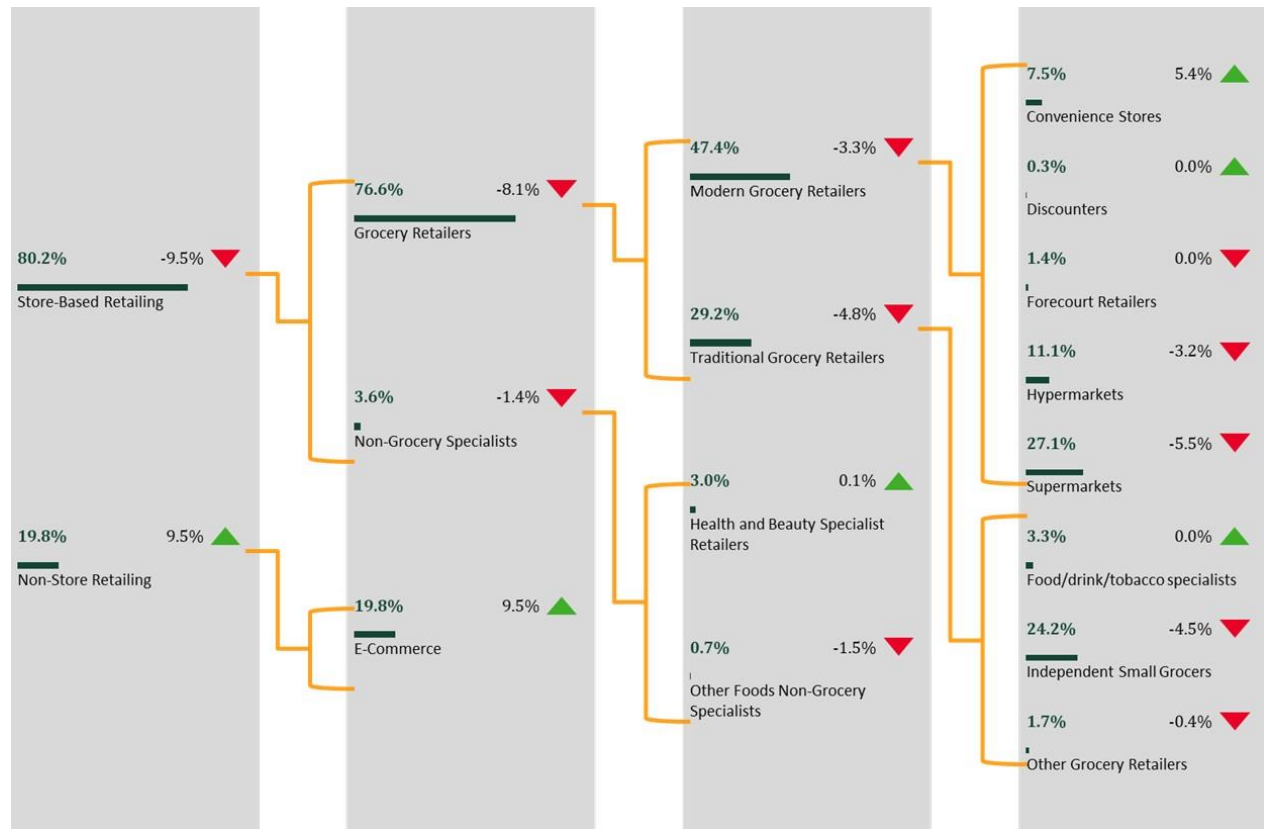 80.2% -9.5%
Store-Based Retailing
19.8% 9.5%
Non-Store Retailing
76.6% -8.1%
Grocery Retailers
3.6% -1.4%
Non-Grocery Specialists
19.8% 9.5%
E-Commerce
47.4% -3.3%
Modern Grocery Retailers
29.2% -4.8%
Traditional Grocery Retailers
3.0% 0.1%
Health and Beauty Specialist
Retailers
0.7% -1.5%
Other Foods Non-Grocery
Specialists
7.5% 5.4%
Convenience Stores
0.3% 0.0%
Discounters
1.4% 0.0%
Forecourt Retailers
11.1% -3.2%
Hypermarkets
27.1% -5.5%
Supermarkets
3.3% 0.0%
Food/drink/tobacco specialists
24.2% -4.5%
Independent Small Grocers
1.7% -0.4%
Other Grocery Retailers